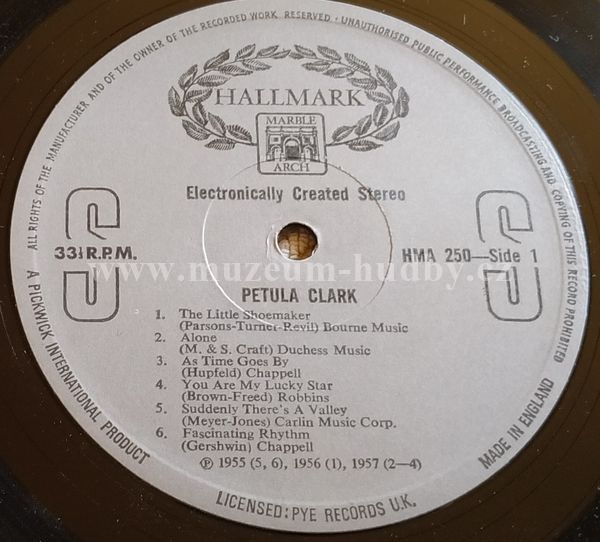 ALL RIGHTS OF THE MANUFACTURER AND OF THE OWNER OF THE RECORDED WORK RESERVED · UNAUTHORISED PUBLIC PERFORMANCE BROADCASTING AND COPYING OF THIS RECORD PROHIBITED
HALLMARK
MARBLE
ARCH
Electronically Created Stereo
33⅓ R.P.M.
HMA 250—Side 1
www.muzeum-hudby.cz
PETULA CLARK
1. The Little Shoemaker
(Parsons-Turner-Revil) Bourne Music
2. Alone
(M. & S. Craft) Duchess Music
3. As Time Goes By
(Hupfeld) Chappell
4. You Are My Lucky Star
(Brown-Freed) Robbins
5. Suddenly There's A Valley
(Meyer-Jones) Carlin Music Corp.
6. Fascinating Rhythm
(Gershwin) Chappell
℗ 1955 (5, 6), 1956 (1), 1957 (2—4)
A PICKWICK INTERNATIONAL PRODUCT
LICENSED: PYE RECORDS U.K.
MADE IN ENGLAND